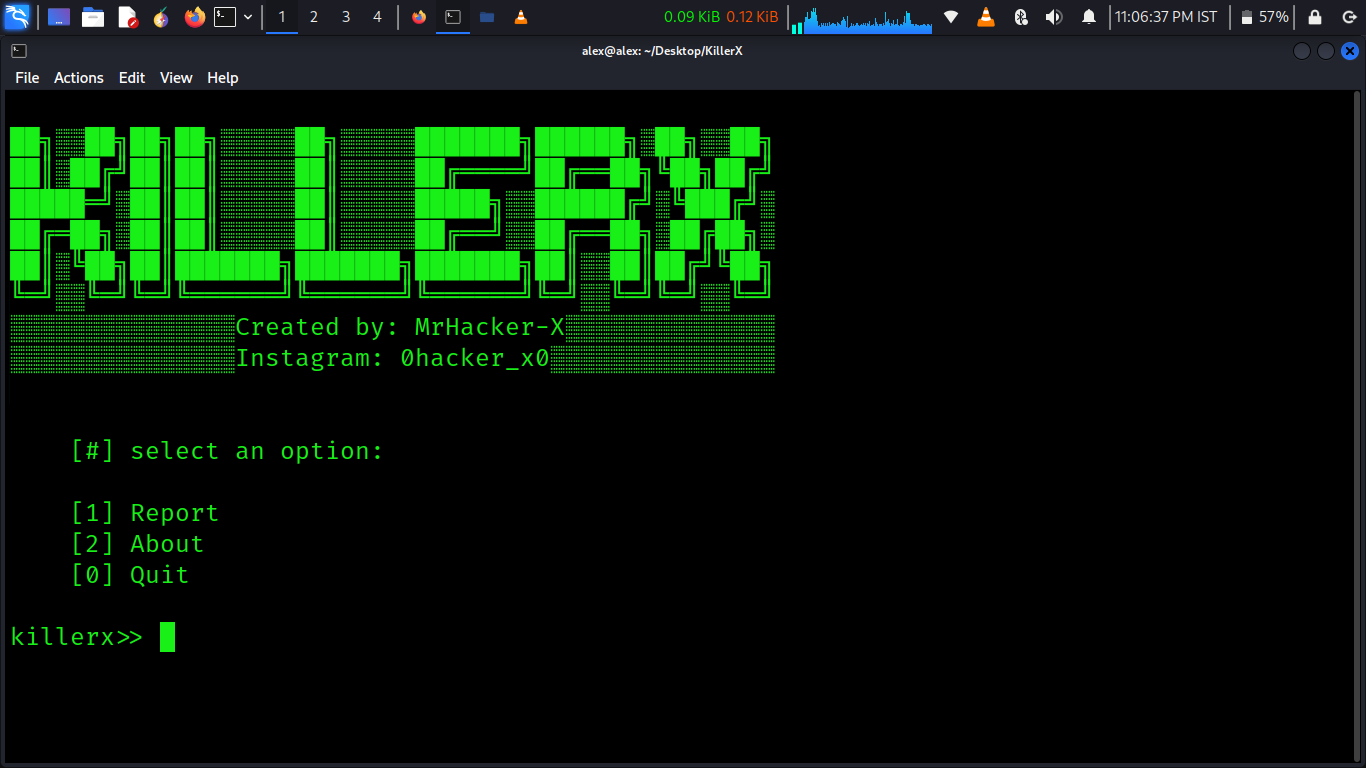 1 2 3 4 0.09 KiB 0.12 KiB 11:06:37 PM IST 57%
alex@alex: ~/Desktop/KillerX
File Actions Edit View Help
KILLERX
Created by: MrHacker-X
Instagram: 0hacker_x0
[#] select an option:
[1] Report
[2] About
[0] Quit
killerx>>